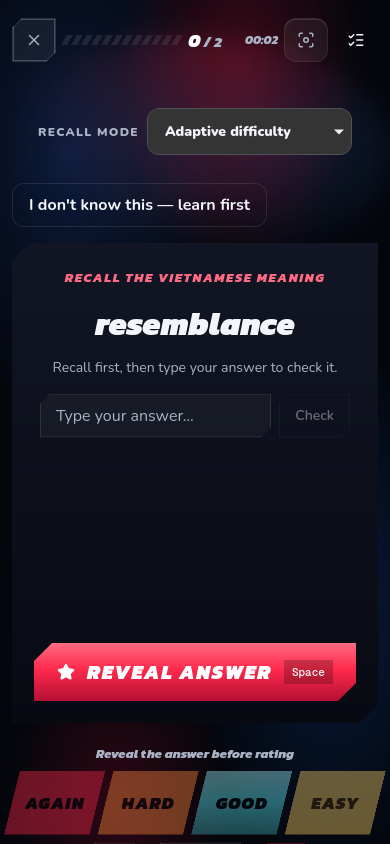 0 / 2
00:02
RECALL MODE
Adaptive difficulty
I don't know this — learn first
RECALL THE VIETNAMESE MEANING
resemblance
Recall first, then type your answer to check it.
Type your answer...
Check
REVEAL ANSWER
Space
Reveal the answer before rating
AGAIN
HARD
GOOD
EASY